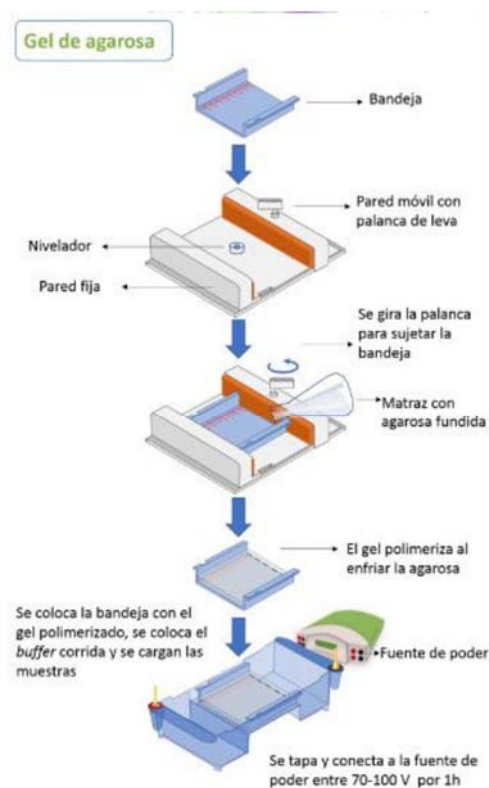 Gel de agarosa
Bandeja
Pared móvil con
palanca de leva
Nivelador
Pared fija
Se gira la palanca
para sujetar la
bandeja
Matraz con
agarosa fundida
El gel polimeriza al
enfriar la agarosa
Se coloca la bandeja con el
gel polimerizado, se coloca el
buffer corrida y se cargan las
muestras
Fuente de poder
Se tapa y conecta a la fuente de
poder entre 70-100 V por 1h